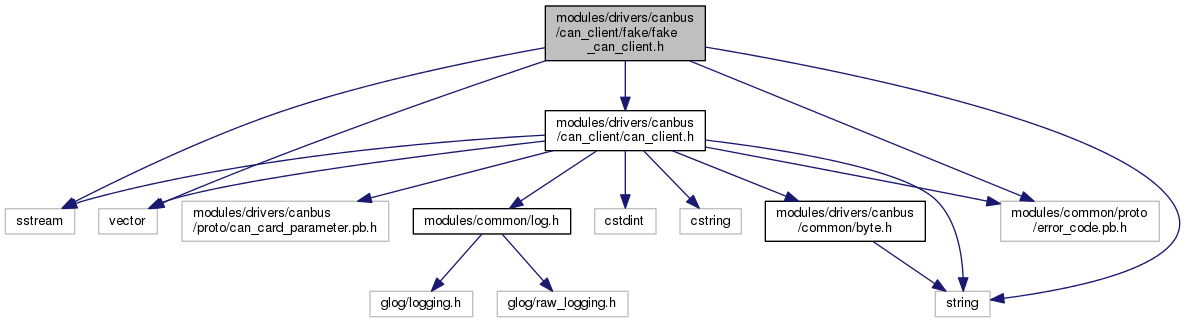 modules/drivers/canbus
/can_client/fake/fake
_can_client.h
modules/drivers/canbus
/can_client/can_client.h
sstream
vector
modules/drivers/canbus
/proto/can_card_parameter.pb.h
modules/common/log.h
cstdint
cstring
modules/drivers/canbus
/common/byte.h
modules/common/proto
/error_code.pb.h
glog/logging.h
glog/raw_logging.h
string